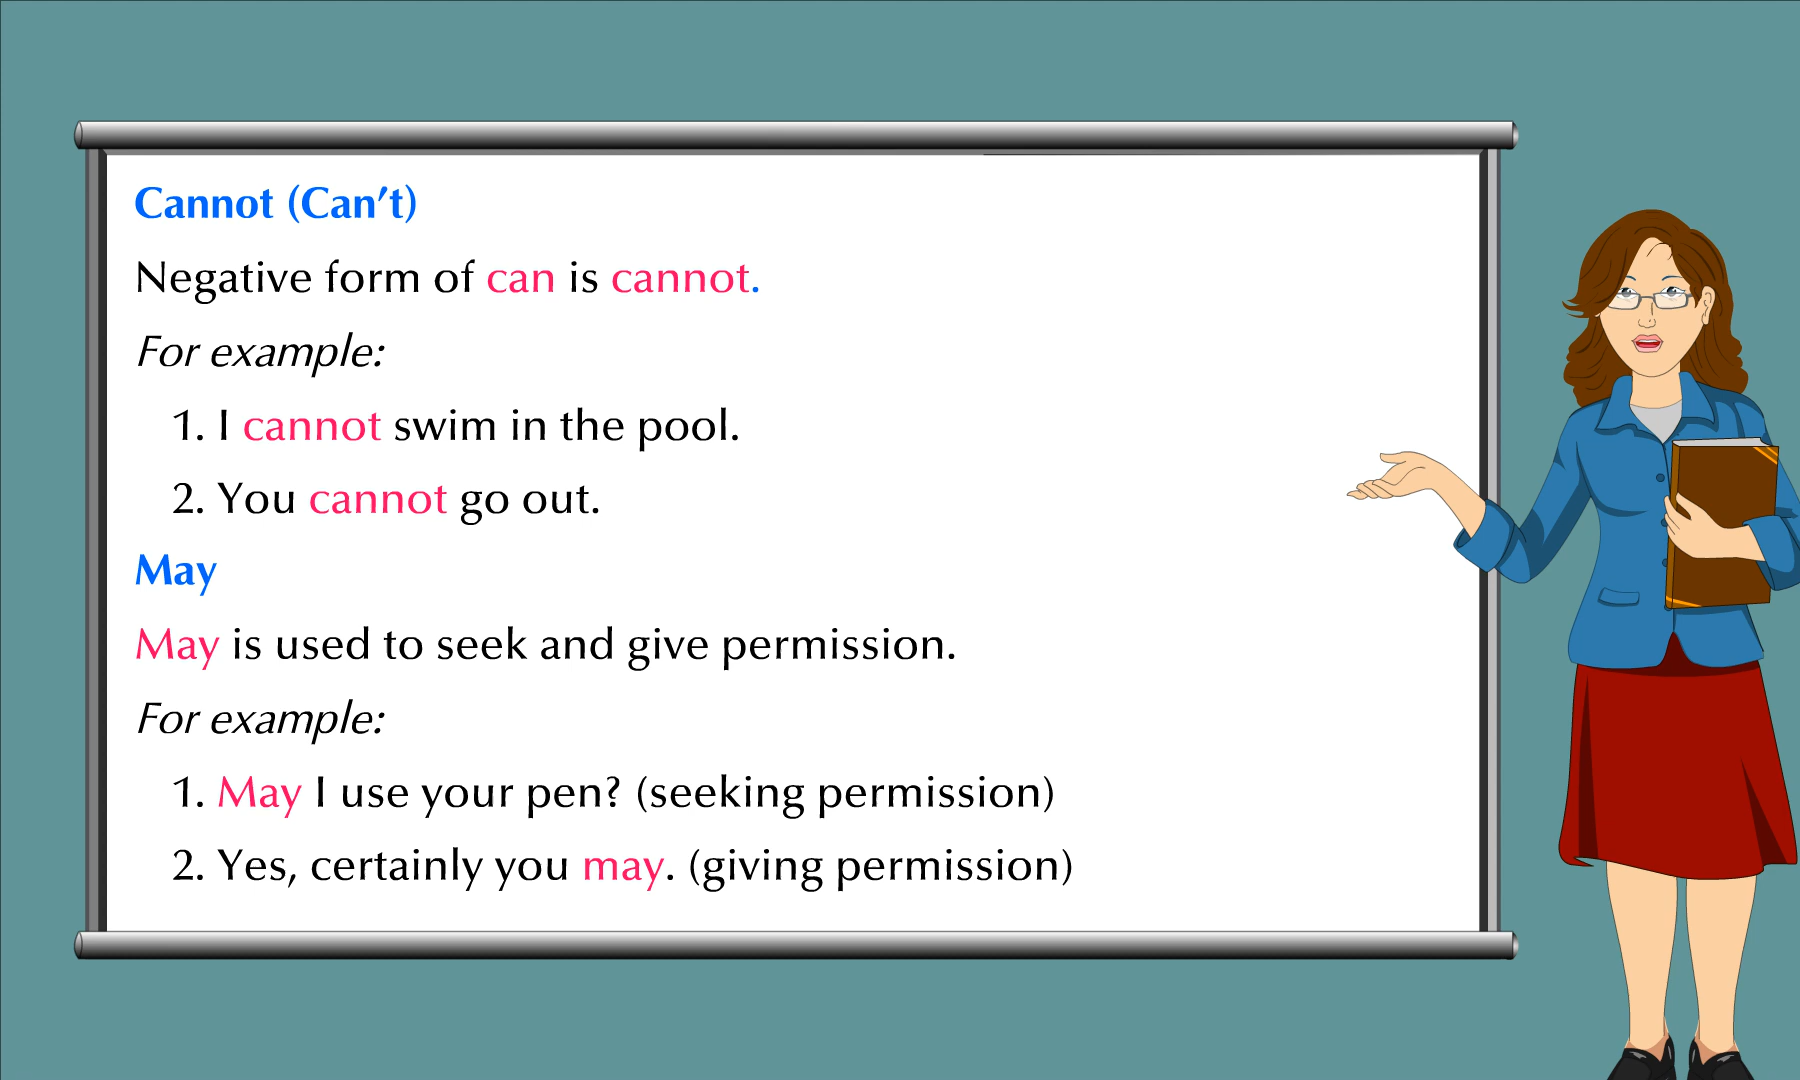 Cannot (Can’t)
Negative form of can is cannot.
For example:
1. I cannot swim in the pool.
2. You cannot go out.
May
May is used to seek and give permission.
For example:
1. May I use your pen? (seeking permission)
2. Yes, certainly you may. (giving permission)